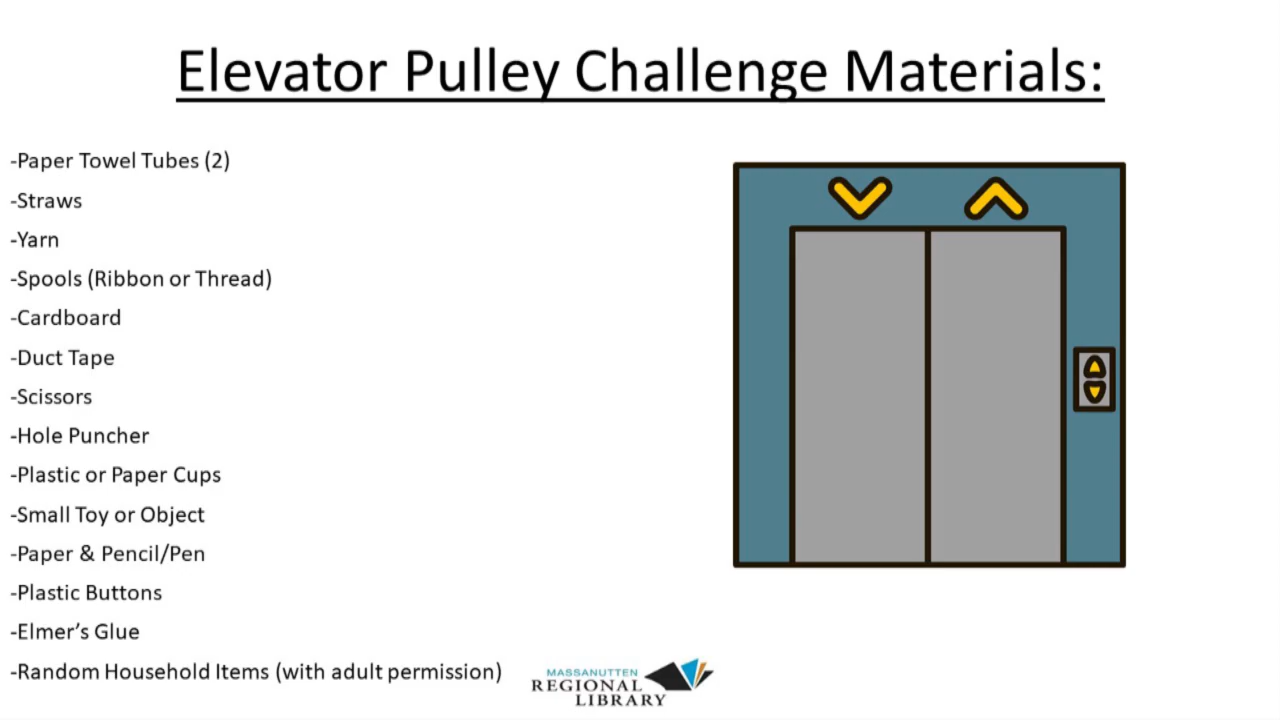 Elevator Pulley Challenge Materials:
-Paper Towel Tubes (2)
-Straws
-Yarn
-Spools (Ribbon or Thread)
-Cardboard
-Duct Tape
-Scissors
-Hole Puncher
-Plastic or Paper Cups
-Small Toy or Object
-Paper & Pencil/Pen
-Plastic Buttons
-Elmer’s Glue
-Random Household Items (with adult permission)
MASSANUTTEN
REGIONAL
LIBRARY